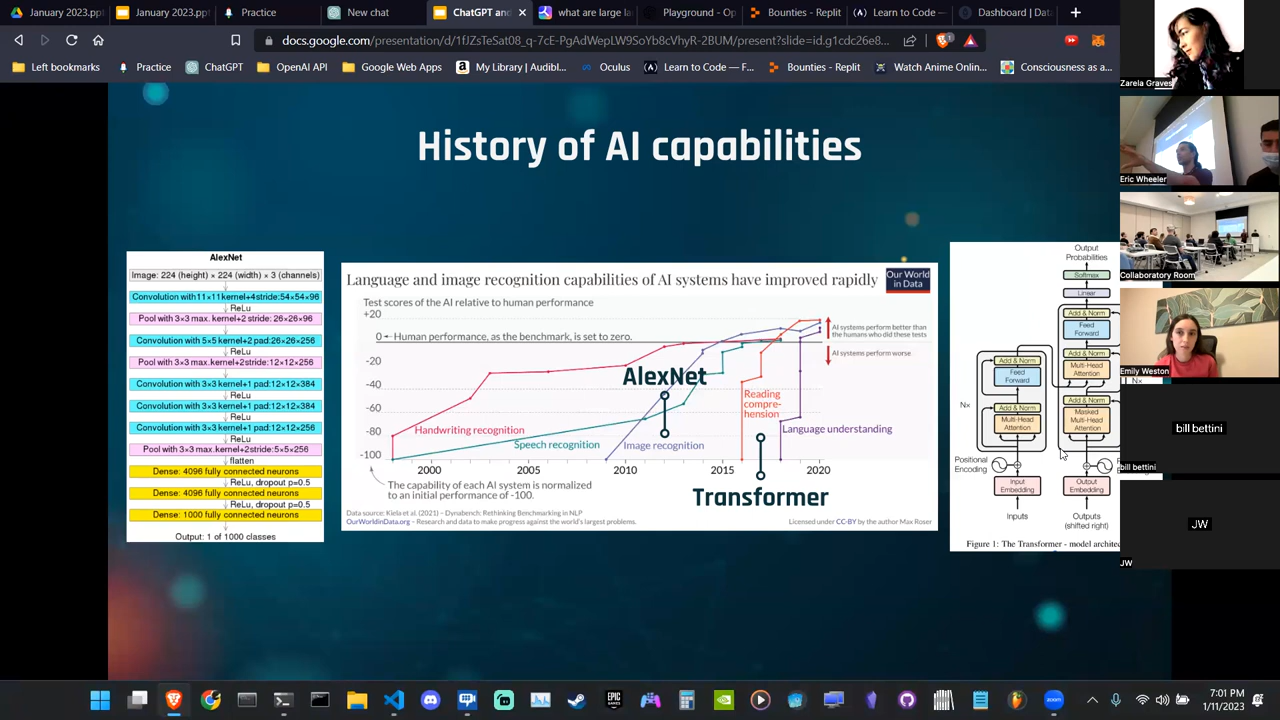 January 2023.ppt
January 2023.ppt
Practice
New chat
ChatGPT and
what are large la
Playground - Op
Bounties - Replit
Learn to Code —
Dashboard | Dat
docs.google.com/presentation/d/
Left bookmarks
Practice
ChatGPT
OpenAI API
Google Web Apps
Library | Audibl...
Oculus
Learn to Code — F...
Bounties - Replit
Watch Anime Onlin...
Consciousness as a...
History of AI capabilities
AlexNet
Image: 224 (height) × 224 (width) × 3 (channels)
Convolution with 11×11 kernel+4 stride:54×54×96
ReLu
Pool with 3×3 max. kernel+2 stride: 26×26×96
Convolution with 5×5 kernel+2 pad:26×26×256
ReLu
Pool with 3×3 max.kernel+2stride:12×12×256
Convolution with 3×3 kernel+1 pad:12×12×384
ReLu
Convolution with 3×3 kernel+1 pad:12×12×384
ReLu
Convolution with 3×3 kernel+1 pad:12×12×256
ReLu
Pool with 3×3 max.kernel+2stride:5×5×256
flatten
Dense: 4096 fully connected neurons
ReLu, dropout p=0.5
Dense: 4096 fully connected neurons
ReLu, dropout p=0.5
Dense: 1000 fully connected neurons
Output: 1 of 1000 classes
Language and image recognition capabilities of AI systems have improved rapidly
Our World
in Data
Test scores of the AI relative to human performance
+20
0
Human performance, as the benchmark, is set to zero.
-20
-40
-60
-100
AI systems perform better than
the humans who did these tests
AI systems perform worse
AlexNet
Handwriting recognition
Speech recognition
Image recognition
Reading
compre-
hension
Language understanding
2000
2005
2010
2015
2020
The capability of each AI system is normalized
to an initial performance of -100.
Transformer
Data source: Kiela et al. (2021) – Dynabench: Rethinking Benchmarking in NLP
OurWorldinData.org – Research and data to make progress against the world's largest problems.
Licensed under CC-BY by the author Max Roser
Output
Probabilities
Softmax
Linear
Add & Norm
Feed
Forward
Add & Norm
Multi-Head
Attention
Add & Norm
Masked
Multi-Head
Attention
N×
Add & Norm
Feed
Forward
Add & Norm
Multi-Head
Attention
N×
Positional
Encoding
Input
Embedding
Output
Embedding
Inputs
Outputs
(shifted right)
Figure 1: The Transformer - model archite
Zarela Graves
Eric Wheeler
Collaboratory Room
Emily Weston
bill bettini
bill bettini
JW
JW
7:01 PM
1/11/2023